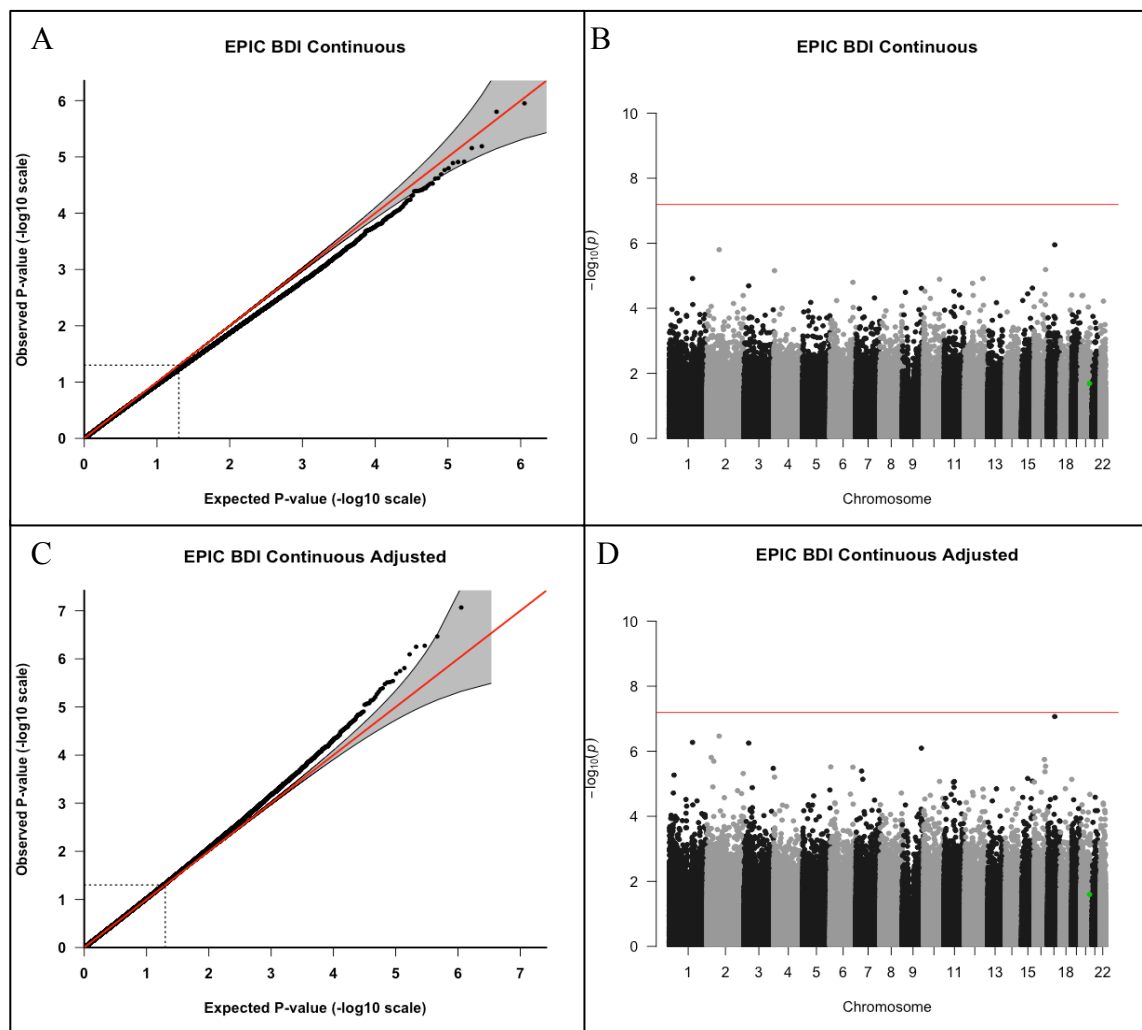 A
EPIC BDI Continuous
Observed P-value (-log10 scale)
6
5
4
3
2
1
0
0 1 2 3 4 5 6
Expected P-value (-log10 scale)
B
EPIC BDI Continuous
−log10(p)
10
8
6
4
2
0
1 2 3 4 5 6 7 8 9 11 13 15 18 22
Chromosome
C
EPIC BDI Continuous Adjusted
Observed P-value (-log10 scale)
7
6
5
4
3
2
1
0
0 1 2 3 4 5 6 7
Expected P-value (-log10 scale)
D
EPIC BDI Continuous Adjusted
−log10(p)
10
8
6
4
2
0
1 2 3 4 5 6 7 8 9 11 13 15 18 22
Chromosome